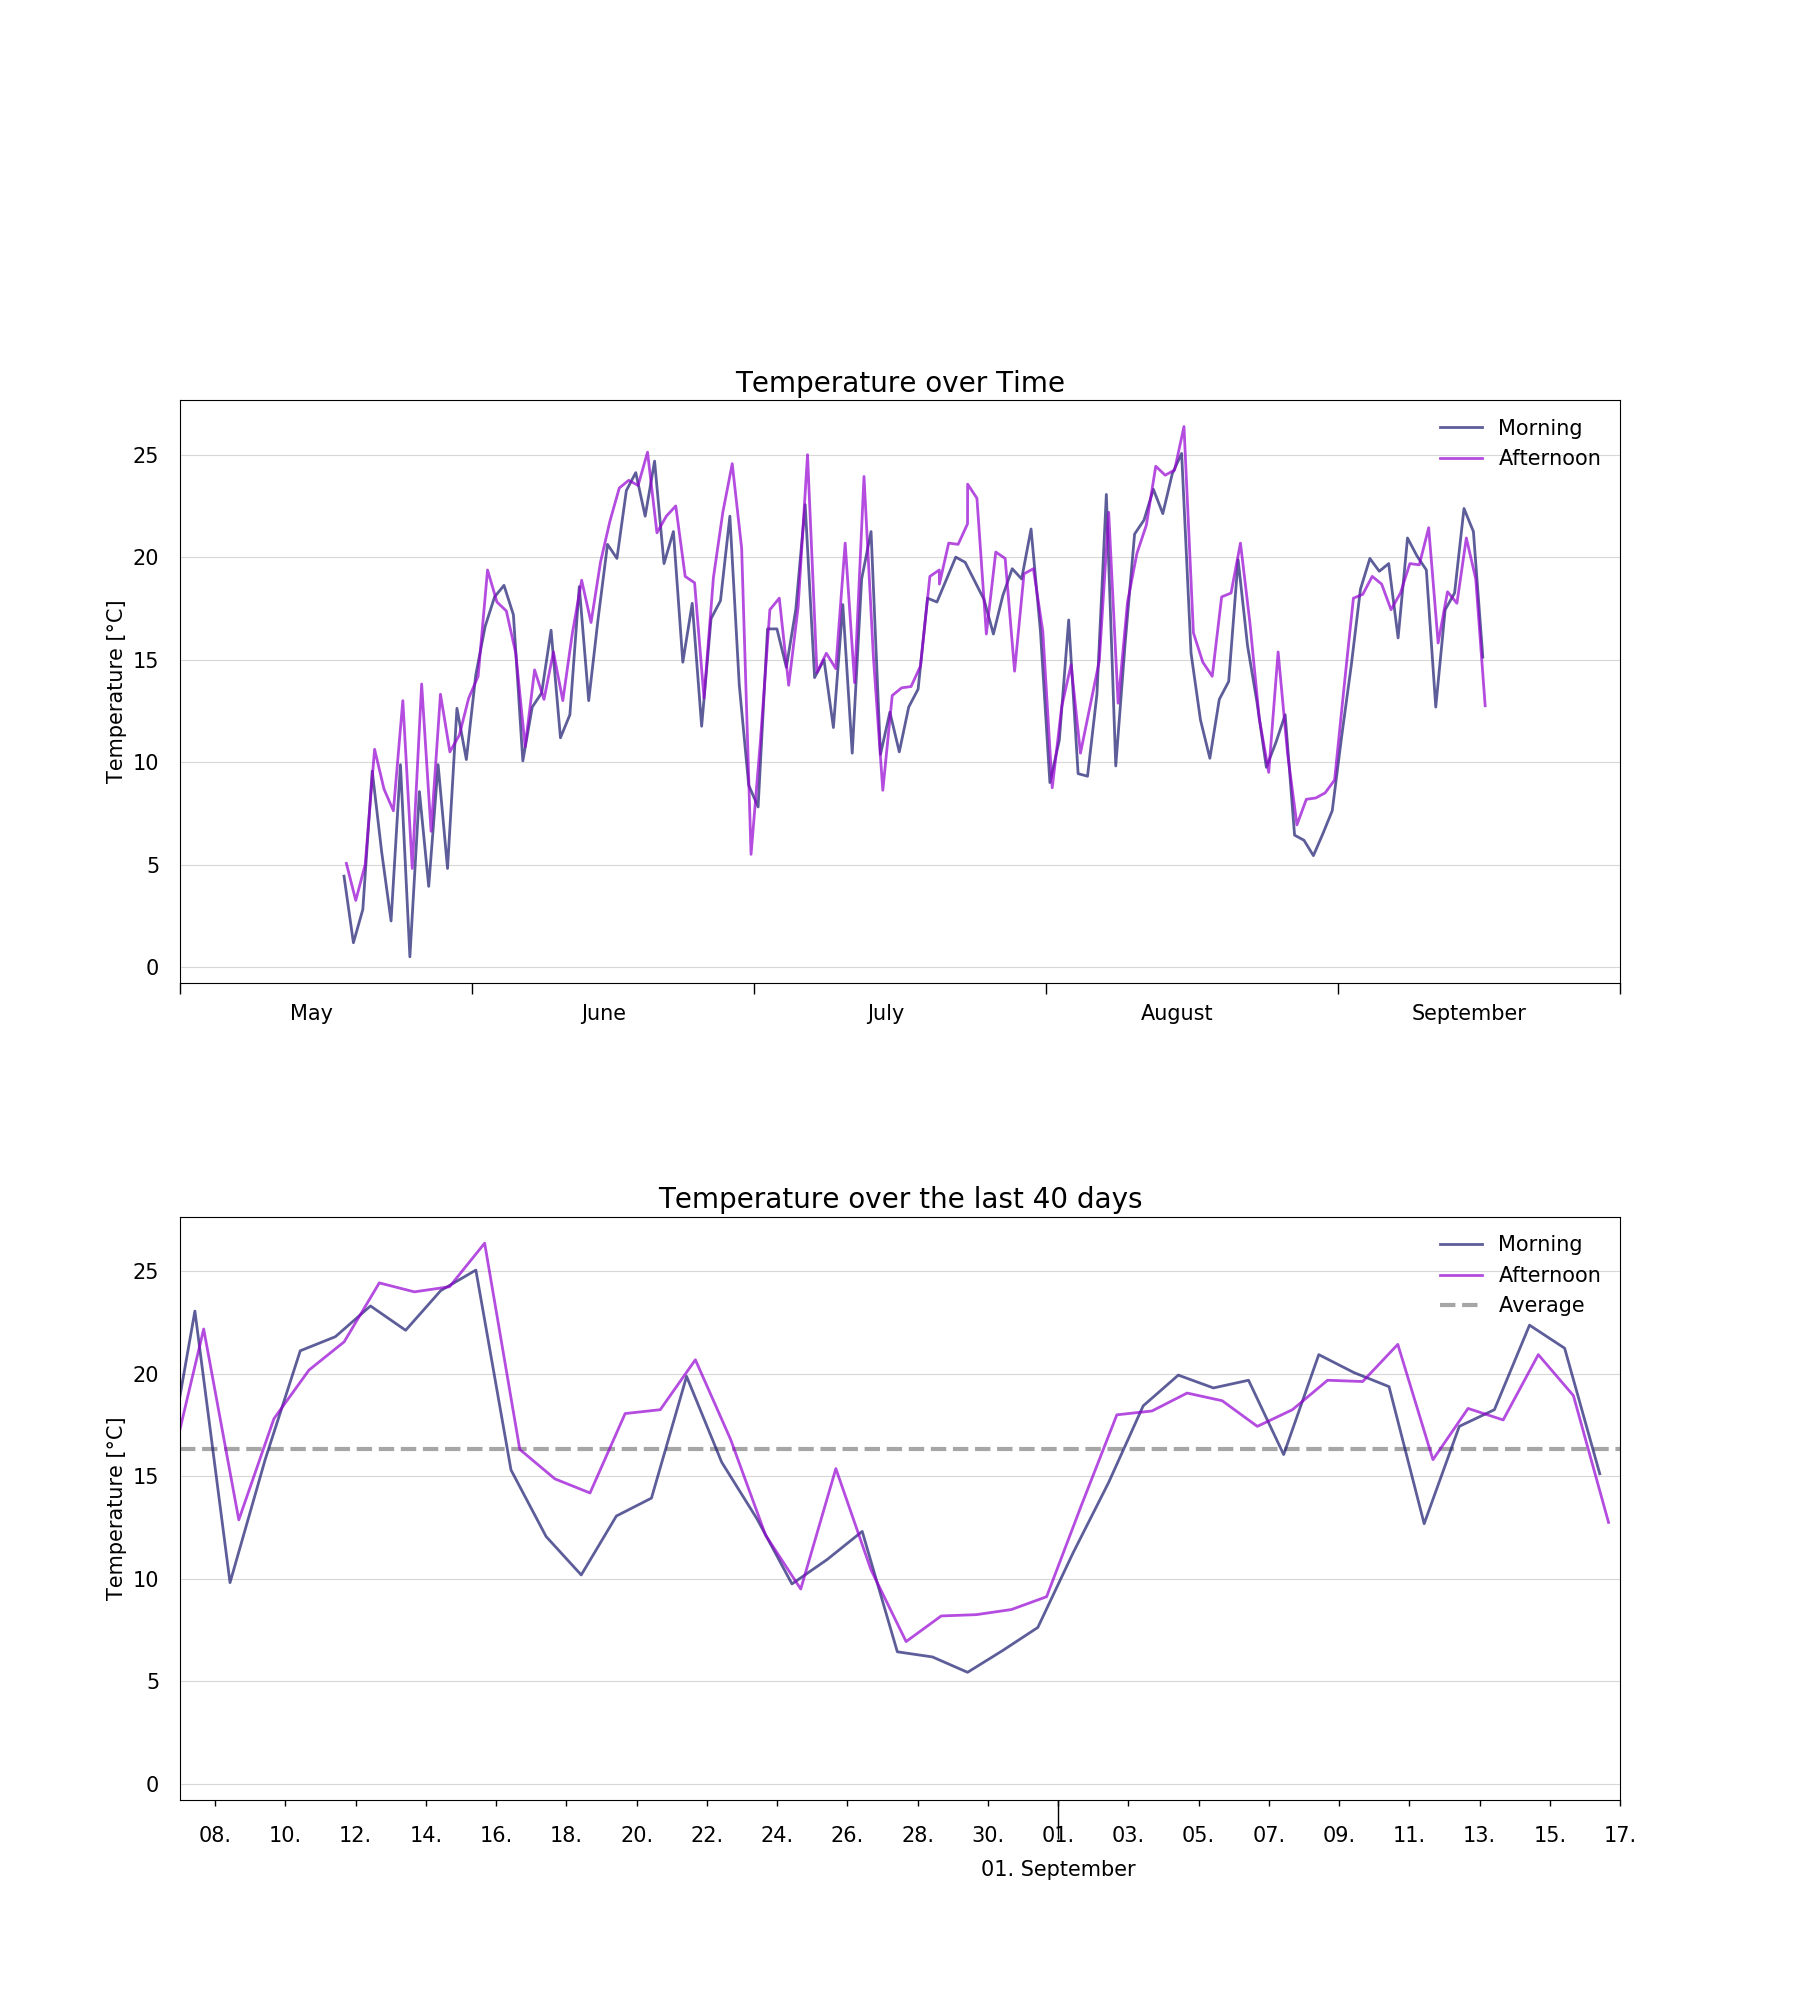 Temperature over Time
Morning
Afternoon
Temperature [°C]
25
20
15
10
5
0
May June July August September
Temperature over the last 40 days
Morning
Afternoon
Average
Temperature [°C]
25
20
15
10
5
0
08. 10. 12. 14. 16. 18. 20. 22. 24. 26. 28. 30. 01. 03. 05. 07. 09. 11. 13. 15. 17.
01. September